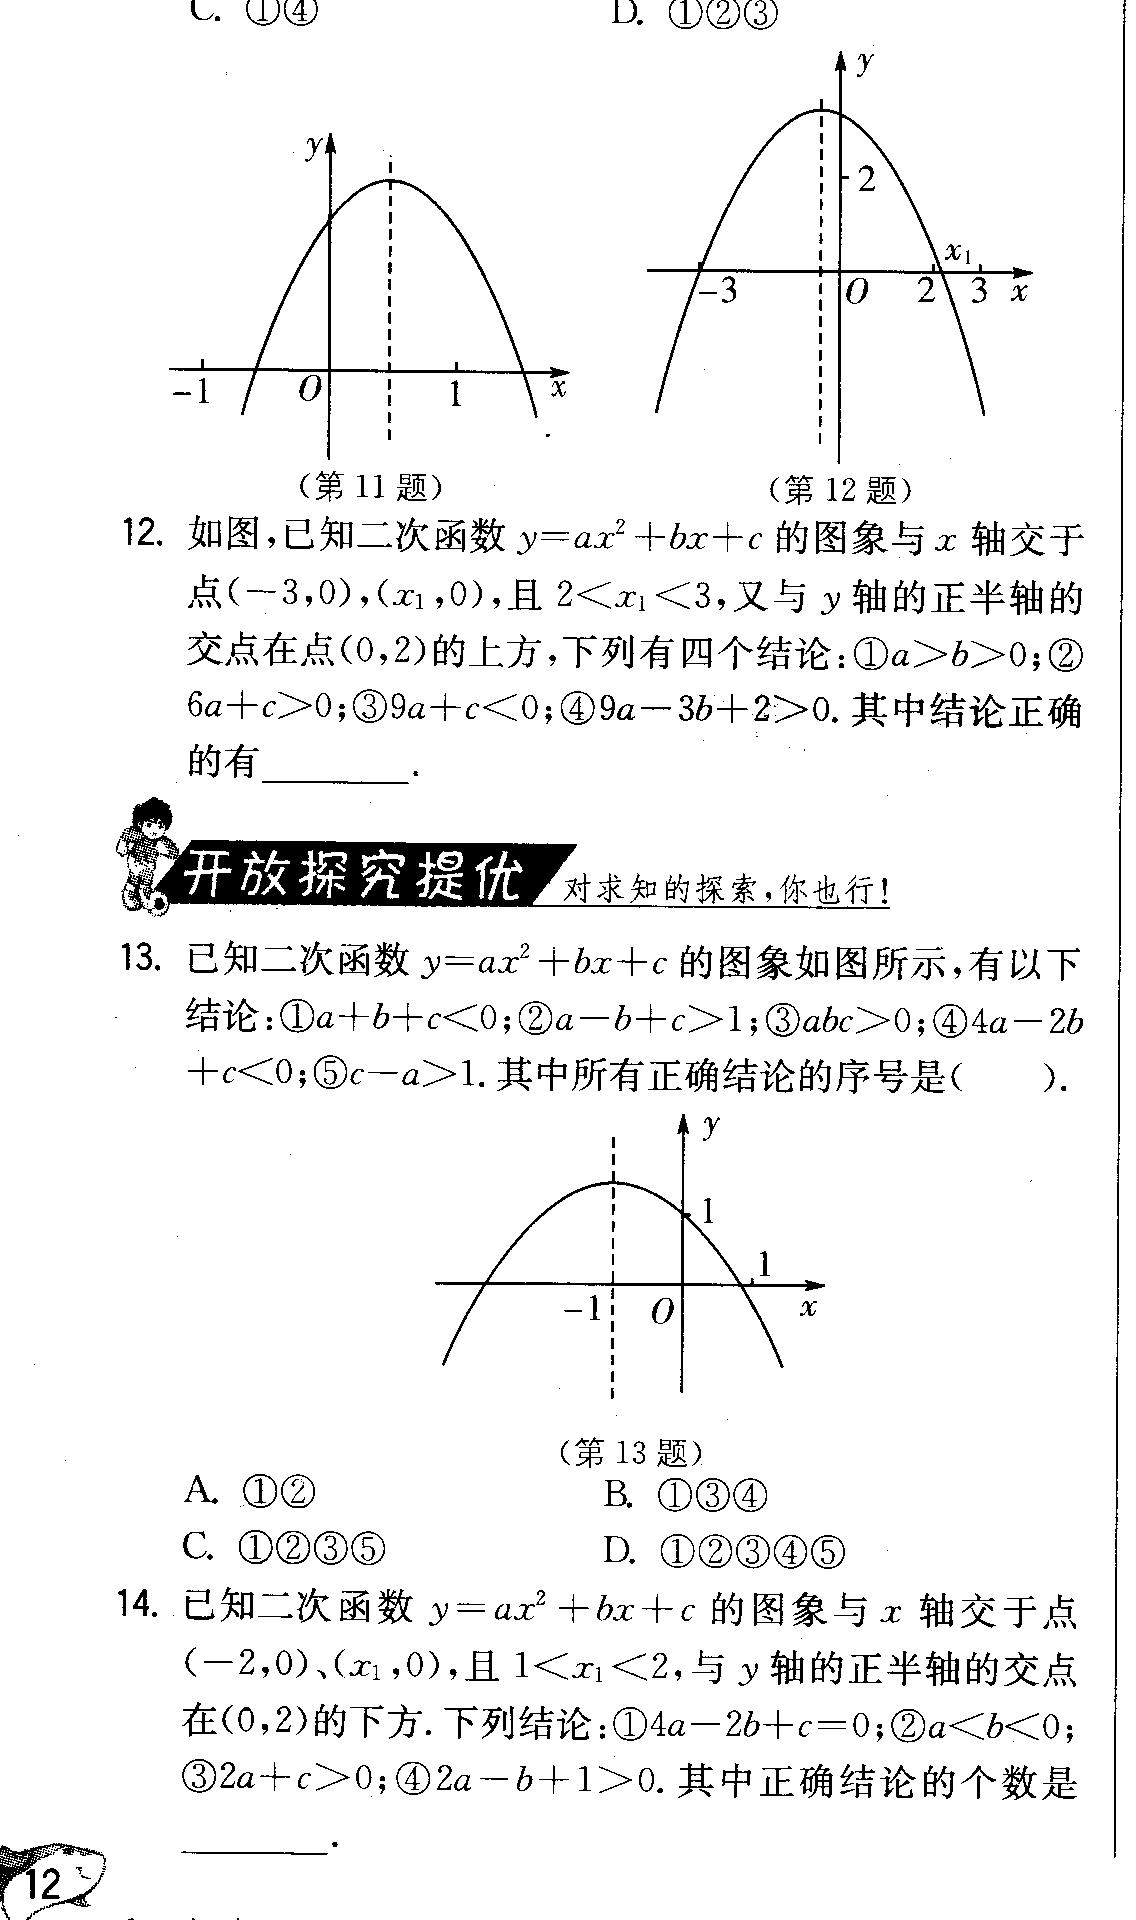 C. ①④ D. ①②③
y
2
x₁
-3 O 2 3 x
y
-1 O 1 x
(第 11 题) (第 12 题)
12. 如图,已知二次函数 y=ax²+bx+c 的图象与 x 轴交于
点(-3,0),(x₁,0),且 2<x₁<3,又与 y 轴的正半轴的
交点在点(0,2)的上方,下列有四个结论:①a>b>0;②
6a+c>0;③9a+c<0;④9a-3b+2>0.其中结论正确
的有________.
开放探究提优 对求知的探索,你也行!
13. 已知二次函数 y=ax²+bx+c 的图象如图所示,有以下
结论:①a+b+c<0;②a-b+c>1;③abc>0;④4a-2b
+c<0;⑤c-a>1.其中所有正确结论的序号是(  ).
y
1
1
-1 O x
(第 13 题)
A. ①② B. ①③④
C. ①②③⑤ D. ①②③④⑤
14. 已知二次函数 y=ax²+bx+c 的图象与 x 轴交于点
(-2,0)、(x₁,0),且 1<x₁<2,与 y 轴的正半轴的交点
在(0,2)的下方.下列结论:①4a-2b+c=0;②a<b<0;
③2a+c>0;④2a-b+1>0.其中正确结论的个数是
________.
12